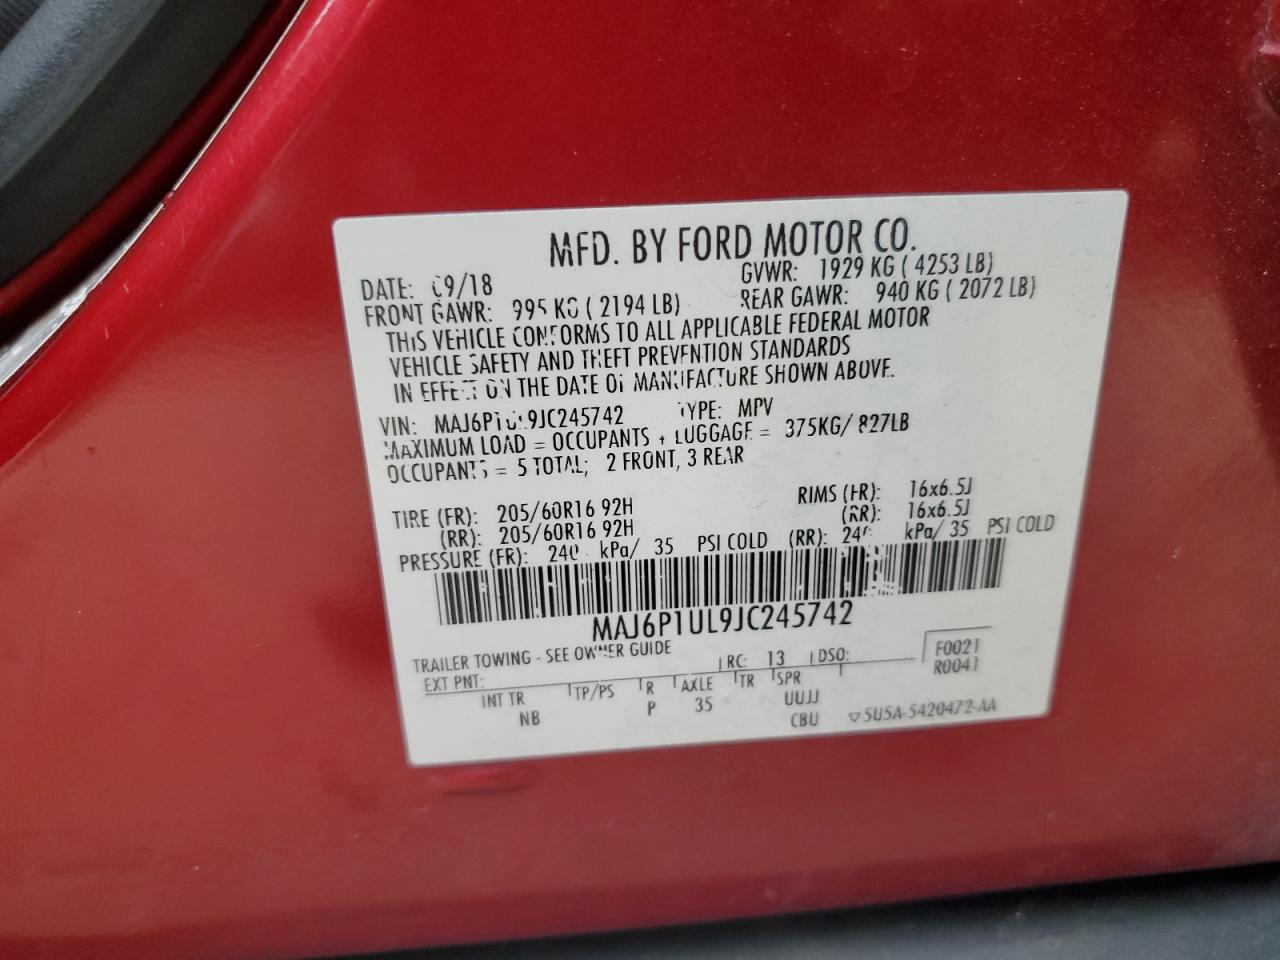 MFD. BY FORD MOTOR CO.
DATE: 09/18 GVWR: 1929 KG ( 4253 LB)
FRONT GAWR: 995 KG ( 2194 LB) REAR GAWR: 940 KG ( 2072 LB)
THIS VEHICLE CONFORMS TO ALL APPLICABLE FEDERAL MOTOR
VEHICLE SAFETY AND THEFT PREVENTION STANDARDS
IN EFFECT ON THE DATE OF MANUFACTURE SHOWN ABOVE.
VIN: MAJ6P1UL9JC245742 TYPE: MPV
MAXIMUM LOAD = OCCUPANTS + LUGGAGE = 375KG/ 827LB
OCCUPANTS = 5 TOTAL; 2 FRONT, 3 REAR
TIRE (FR): 205/60R16 92H RIMS (FR): 16x6.5J
(RR): 205/60R16 92H (RR): 16x6.5J
PRESSURE (FR): 240 kPa/ 35 PSI COLD (RR): 240 kPa/ 35 PSI COLD
MAJ6P1UL9JC245742
TRAILER TOWING - SEE OWNER GUIDE
EXT PNT: RC: 13 DSO: F0021
R0041
INT TR TP/PS R AXLE TR SPR
NB P 35 UUJJ
CBU ▽5U5A-5420472-AA